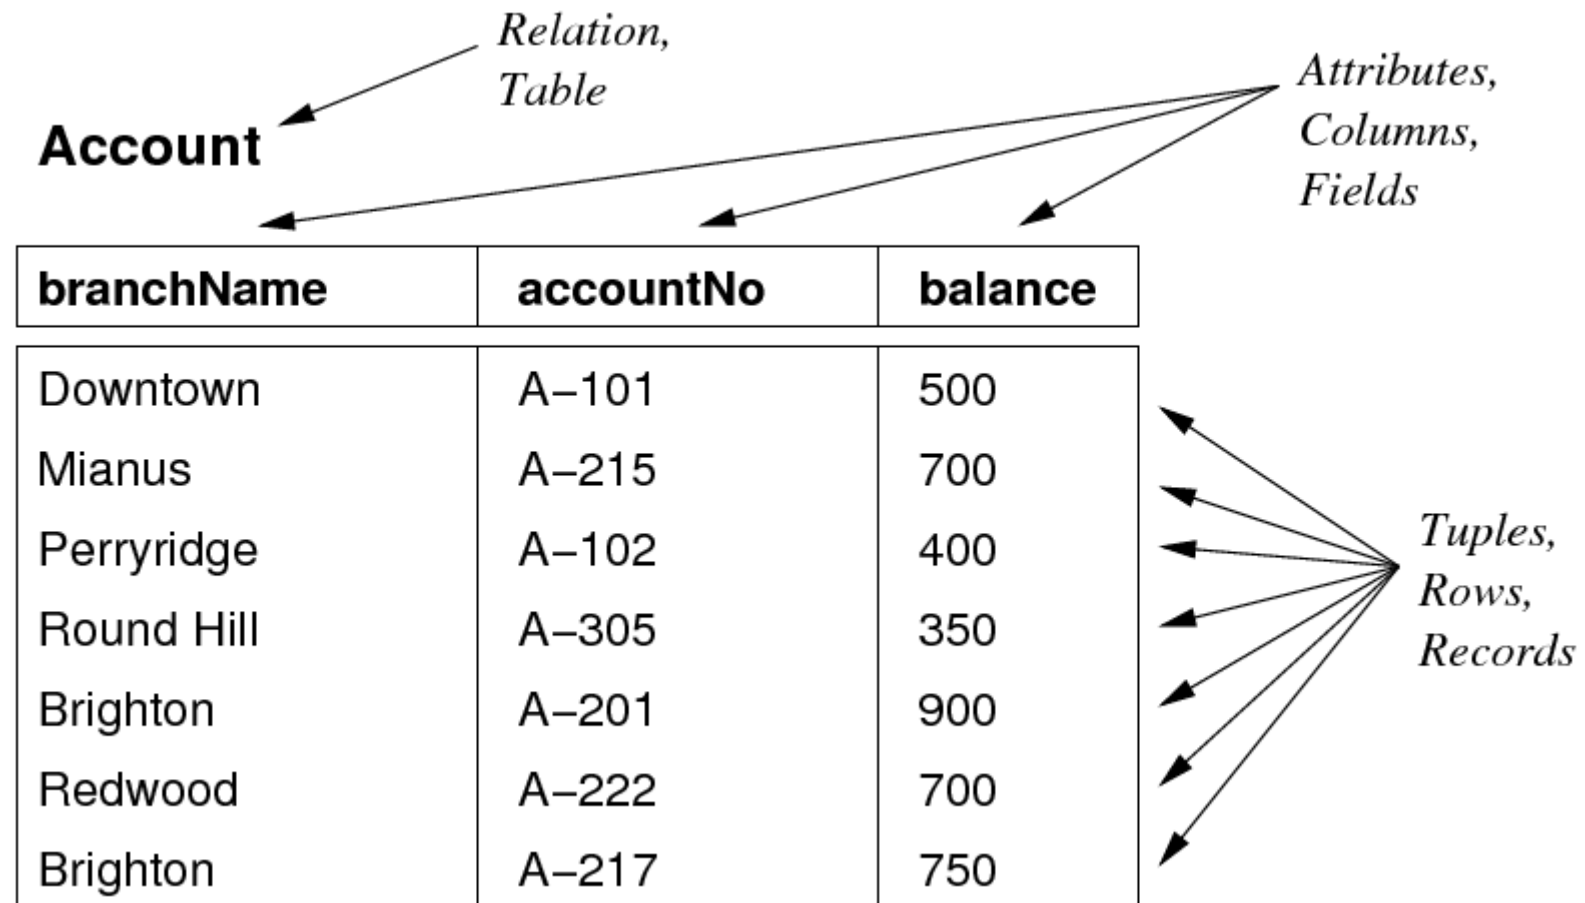 Relation,
Table
Attributes,
Columns,
Fields
Account
branchName accountNo balance
Downtown A–101 500
Mianus A–215 700
Perryridge A–102 400
Round Hill A–305 350
Brighton A–201 900
Redwood A–222 700
Brighton A–217 750
Tuples,
Rows,
Records